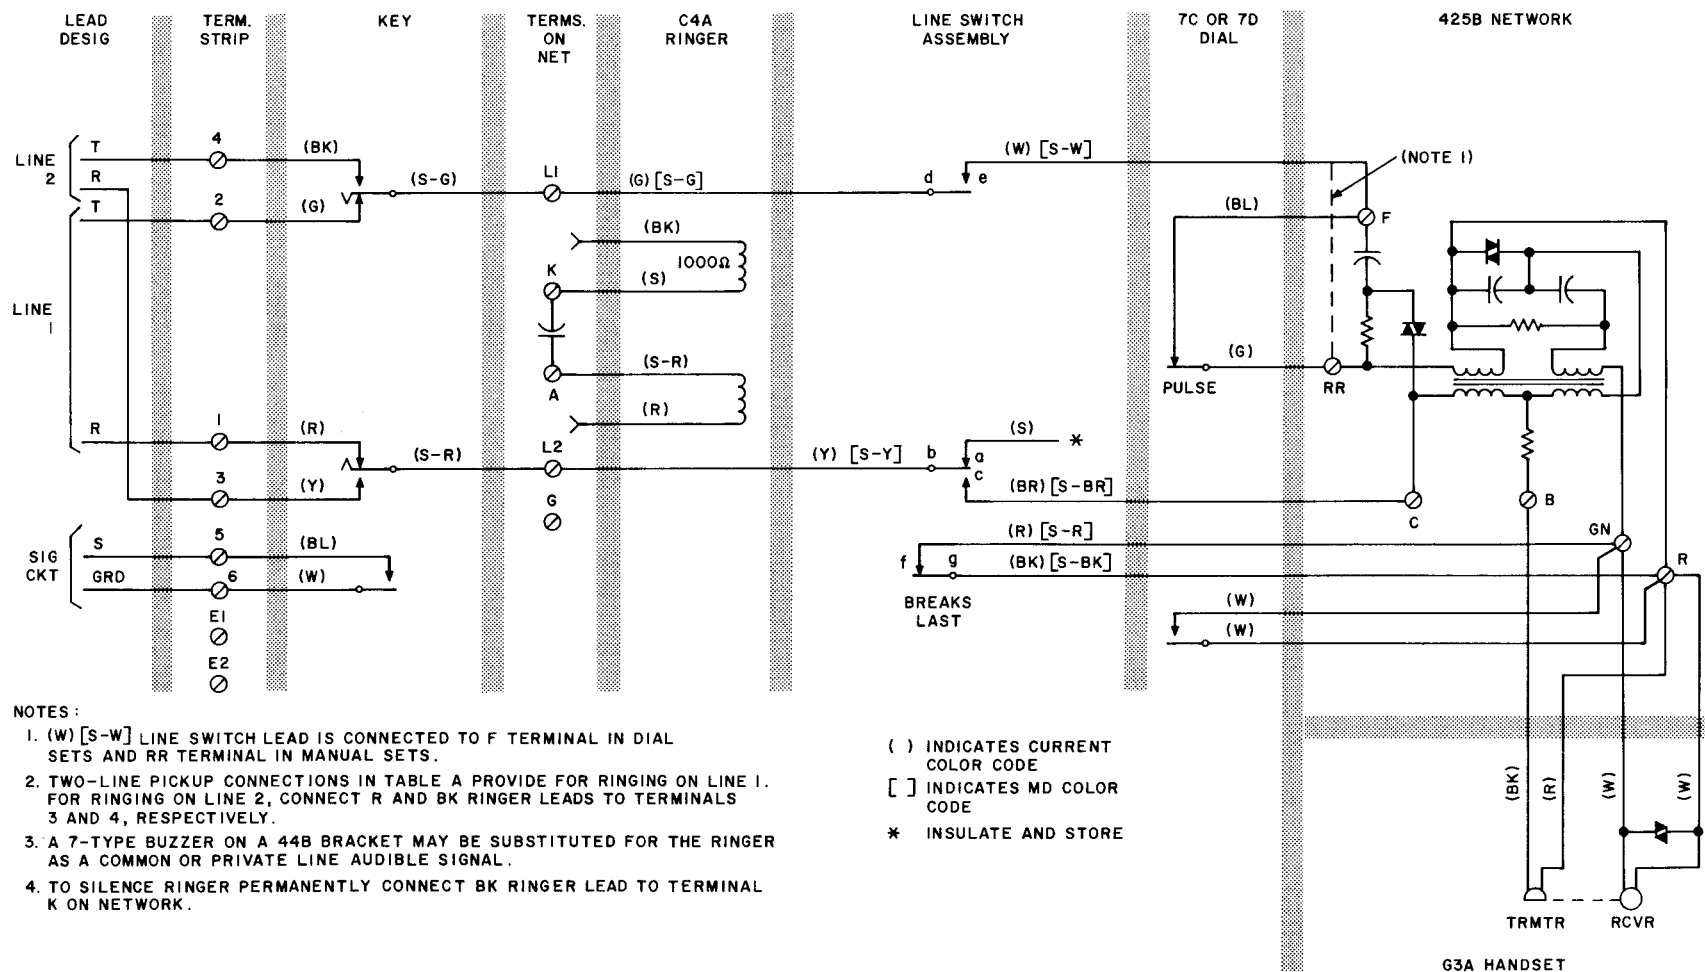 LEAD DESIG
TERM. STRIP
KEY
TERMS. ON NET
C4A RINGER
LINE SWITCH ASSEMBLY
7C OR 7D DIAL
425B NETWORK
LINE 2
T
4
(BK)
R
T
2
(G)
(S-G)
L1
(G) [S-G]
d
e
(W) [S-W]
(NOTE 1)
(BL)
F
(BK)
1000Ω
K
(S)
LINE 1
(S-R)
A
(R)
(G)
PULSE
RR
R
1
(R)
(S-R)
L2
(Y) [S-Y]
b
a
c
(S)
*
3
(Y)
G
(BR) [S-BR]
C
B
SIG CKT
S
5
(BL)
GRD
6
(W)
(R) [S-R]
GN
f
g
(BK) [S-BK]
R
BREAKS LAST
E1
E2
(W)
(W)
NOTES:
1. (W) [S-W] LINE SWITCH LEAD IS CONNECTED TO F TERMINAL IN DIAL
SETS AND RR TERMINAL IN MANUAL SETS.
2. TWO-LINE PICKUP CONNECTIONS IN TABLE A PROVIDE FOR RINGING ON LINE 1.
FOR RINGING ON LINE 2, CONNECT R AND BK RINGER LEADS TO TERMINALS
3 AND 4, RESPECTIVELY.
3. A 7-TYPE BUZZER ON A 44B BRACKET MAY BE SUBSTITUTED FOR THE RINGER
AS A COMMON OR PRIVATE LINE AUDIBLE SIGNAL.
4. TO SILENCE RINGER PERMANENTLY CONNECT BK RINGER LEAD TO TERMINAL
K ON NETWORK.
( ) INDICATES CURRENT
COLOR CODE
[ ] INDICATES MD COLOR
CODE
* INSULATE AND STORE
(BK)
(R)
(W)
(W)
TRMTR
RCVR
G3A HANDSET